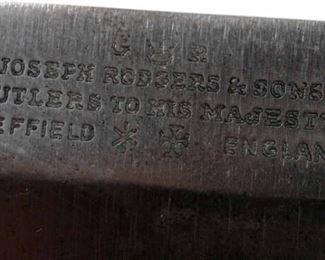 G R
JOSEPH RODGERS & SONS
UTLERS TO HIS MAJEST
EFFIELD ENGLAN